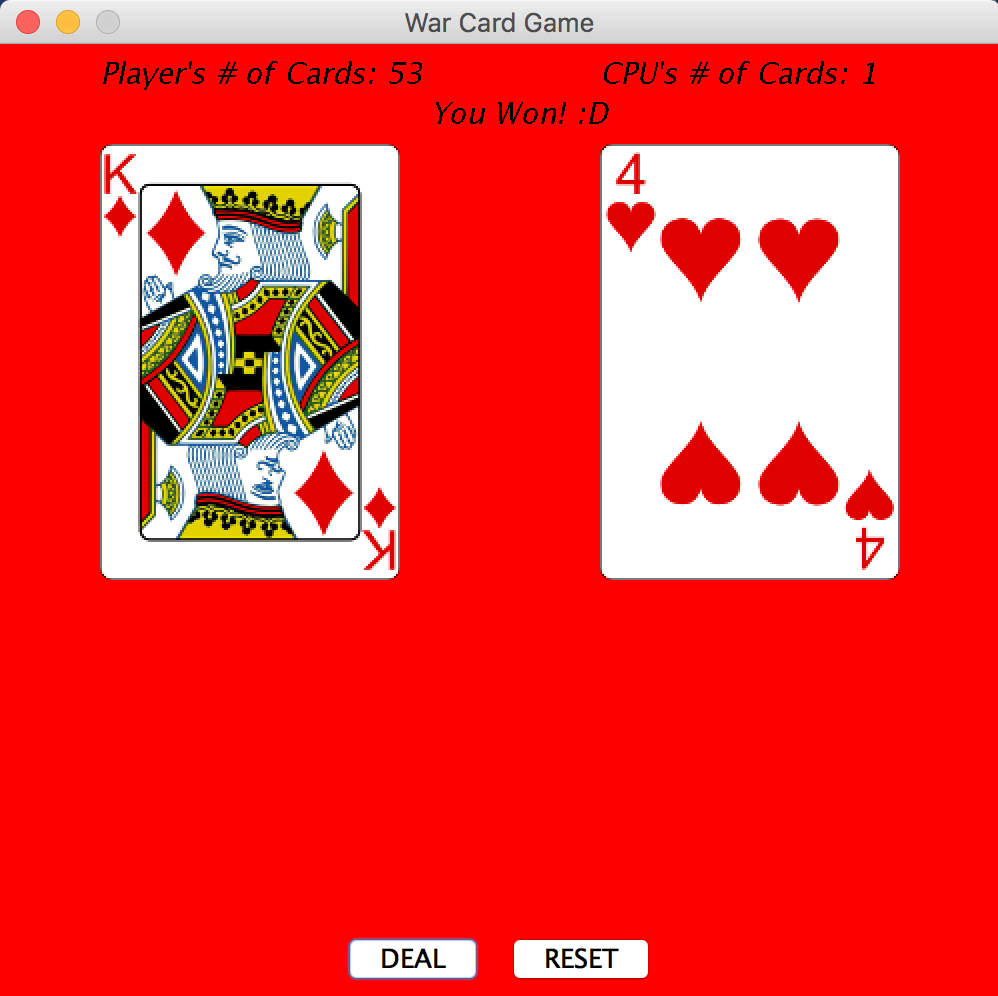 War Card Game
Player's # of Cards: 53
CPU's # of Cards: 1
You Won! :D
K
4
K
4
DEAL
RESET